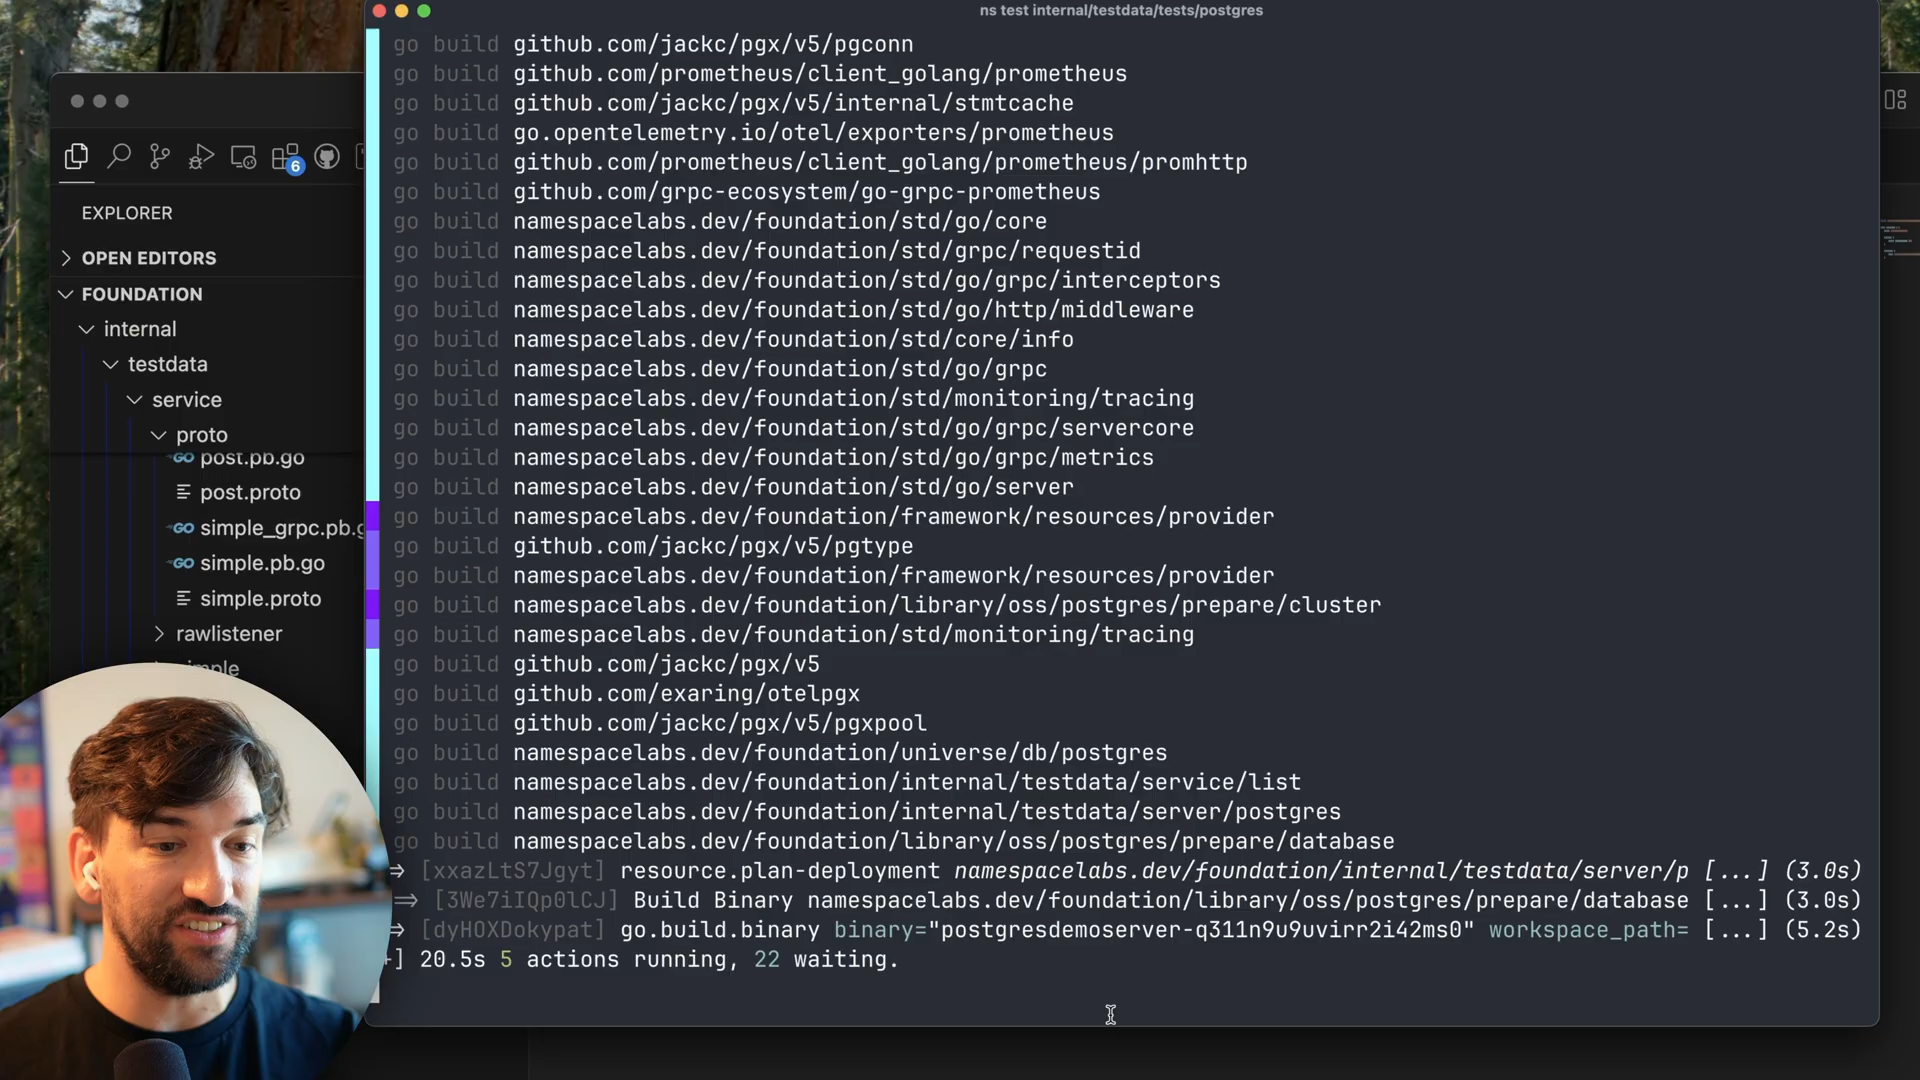 ns test internal/testdata/tests/postgres
go build github.com/jackc/pgx/v5/pgconn
go build github.com/prometheus/client_golang/prometheus
go build github.com/jackc/pgx/v5/internal/stmtcache
go build go.opentelemetry.io/otel/exporters/prometheus
go build github.com/prometheus/client_golang/prometheus/promhttp
go build github.com/grpc-ecosystem/go-grpc-prometheus
go build namespacelabs.dev/foundation/std/go/core
go build namespacelabs.dev/foundation/std/grpc/requestid
go build namespacelabs.dev/foundation/std/go/grpc/interceptors
go build namespacelabs.dev/foundation/std/go/http/middleware
go build namespacelabs.dev/foundation/std/core/info
go build namespacelabs.dev/foundation/std/go/grpc
go build namespacelabs.dev/foundation/std/monitoring/tracing
go build namespacelabs.dev/foundation/std/go/grpc/servercore
go build namespacelabs.dev/foundation/std/go/grpc/metrics
go build namespacelabs.dev/foundation/std/go/server
go build namespacelabs.dev/foundation/framework/resources/provider
go build github.com/jackc/pgx/v5/pgtype
go build namespacelabs.dev/foundation/framework/resources/provider
go build namespacelabs.dev/foundation/library/oss/postgres/prepare/cluster
go build namespacelabs.dev/foundation/std/monitoring/tracing
go build github.com/jackc/pgx/v5
go build github.com/exaring/otelpgx
go build github.com/jackc/pgx/v5/pgxpool
go build namespacelabs.dev/foundation/universe/db/postgres
go build namespacelabs.dev/foundation/internal/testdata/service/list
go build namespacelabs.dev/foundation/internal/testdata/server/postgres
go build namespacelabs.dev/foundation/library/oss/postgres/prepare/database
⇒ [xxazLtS7Jgyt] resource.plan-deployment namespacelabs.dev/foundation/internal/testdata/server/p [...] (3.0s)
⇒ [3We7iIQp0lCJ] Build Binary namespacelabs.dev/foundation/library/oss/postgres/prepare/database [...] (3.0s)
⇒ [dyHOXDokypat] go.build.binary binary="postgresdemoserver-q311n9u9uvirr2i42ms0" workspace_path= [...] (5.2s)
+] 20.5s 5 actions running, 22 waiting.
6
EXPLORER
OPEN EDITORS
FOUNDATION
internal
testdata
service
proto
GO post.pb.go
post.proto
GO simple_grpc.pb.g
GO simple.pb.go
simple.proto
rawlistener